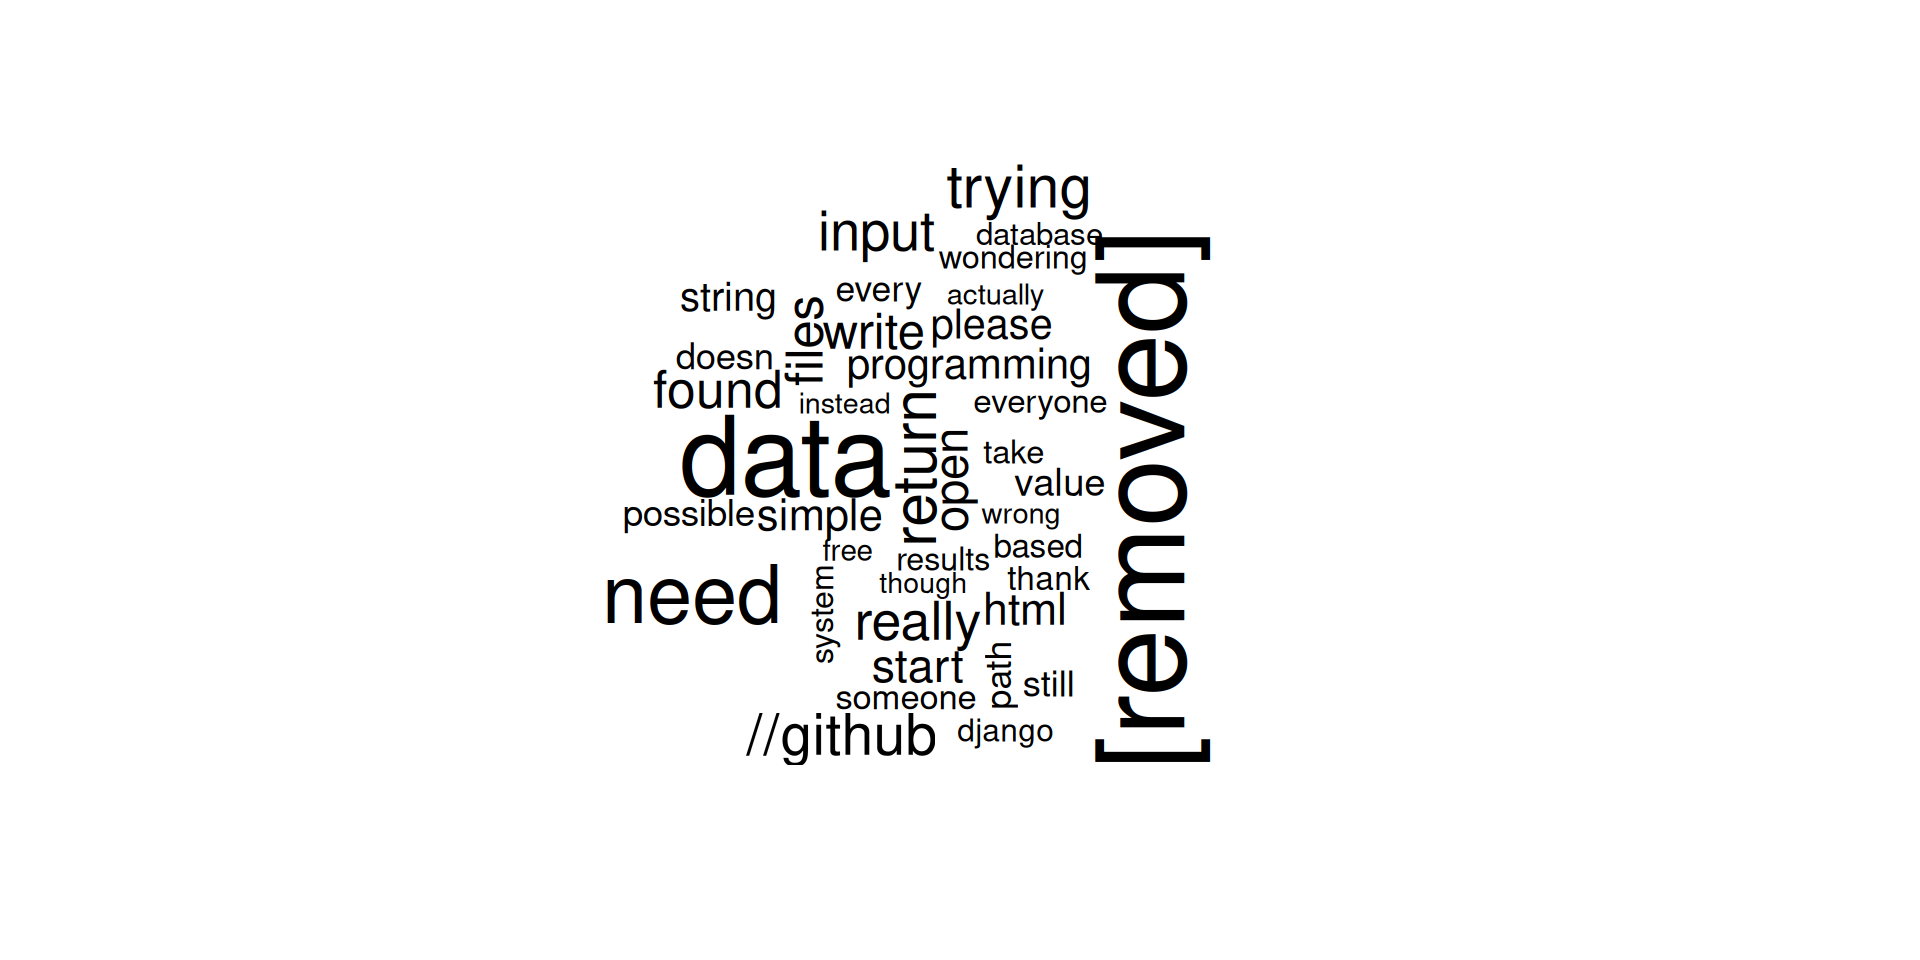 trying
input
database
wondering
string
every
actually
files
write
please
doesn
programming
found
instead
everyone
[removed]
data
return
open
take
value
possible
simple
wrong
free
results
based
though
thank
need
system
really
html
start
path
still
someone
//github
django